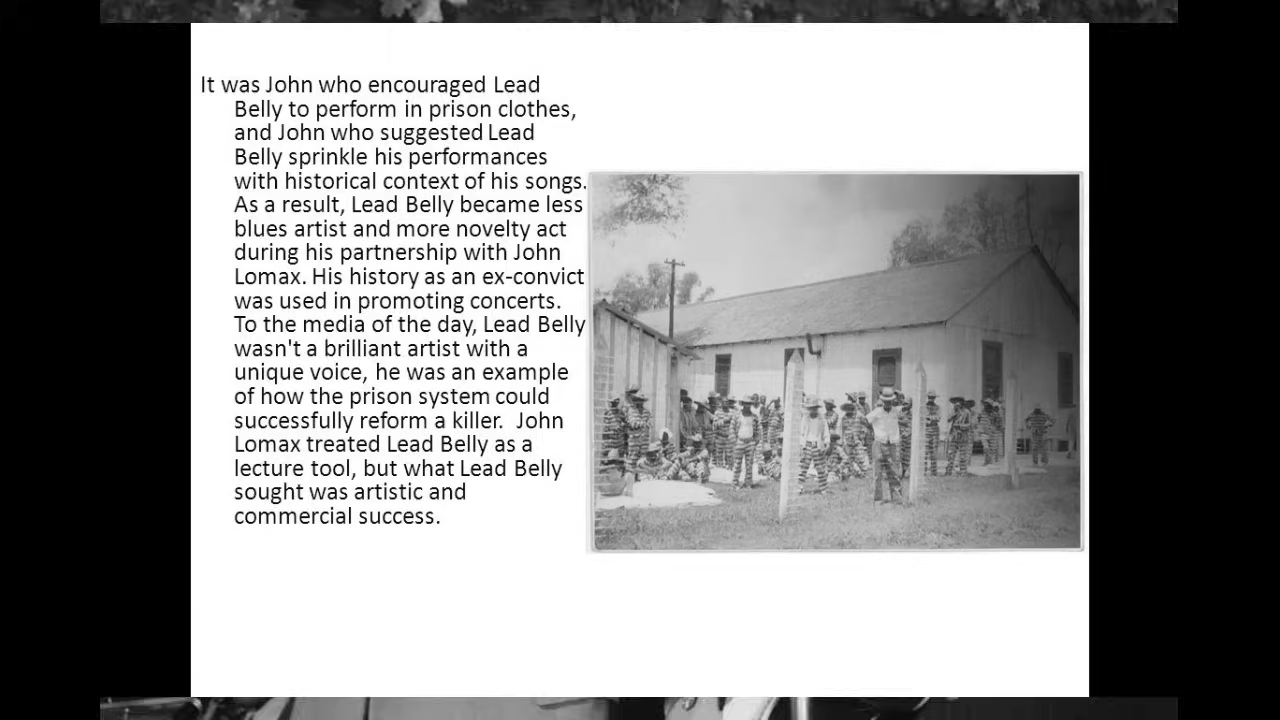 It was John who encouraged Lead
Belly to perform in prison clothes,
and John who suggested Lead
Belly sprinkle his performances
with historical context of his songs.
As a result, Lead Belly became less
blues artist and more novelty act
during his partnership with John
Lomax. His history as an ex-convict
was used in promoting concerts.
To the media of the day, Lead Belly
wasn't a brilliant artist with a
unique voice, he was an example
of how the prison system could
successfully reform a killer.  John
Lomax treated Lead Belly as a
lecture tool, but what Lead Belly
sought was artistic and
commercial success.